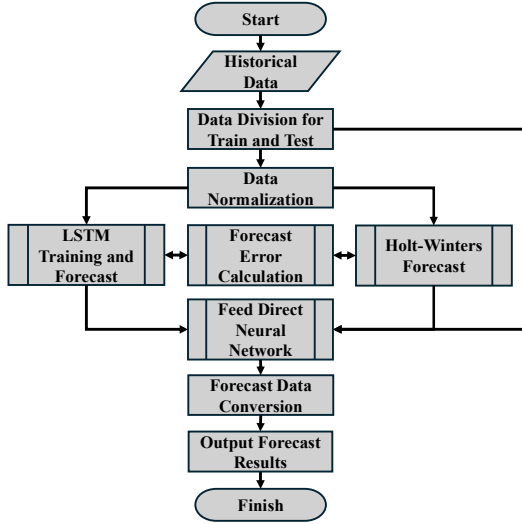 Start
Historical
Data
Data Division for
Train and Test
Data
Normalization
LSTM
Training and
Forecast
Forecast
Error
Calculation
Holt-Winters
Forecast
Feed Direct
Neural
Network
Forecast Data
Conversion
Output Forecast
Results
Finish